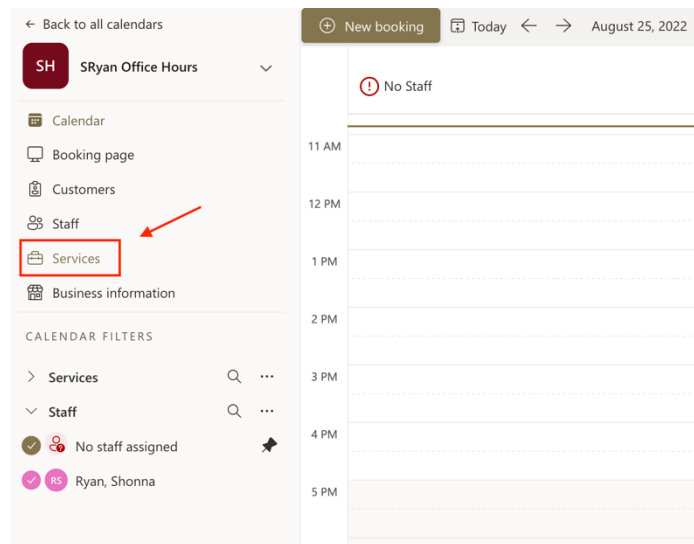 ← Back to all calendars
SH SRyan Office Hours
Calendar
Booking page
Customers
Staff
Services
Business information
CALENDAR FILTERS
Services
Staff
No staff assigned
RS Ryan, Shonna
New booking Today ← → August 25, 2022
No Staff
11 AM
12 PM
1 PM
2 PM
3 PM
4 PM
5 PM